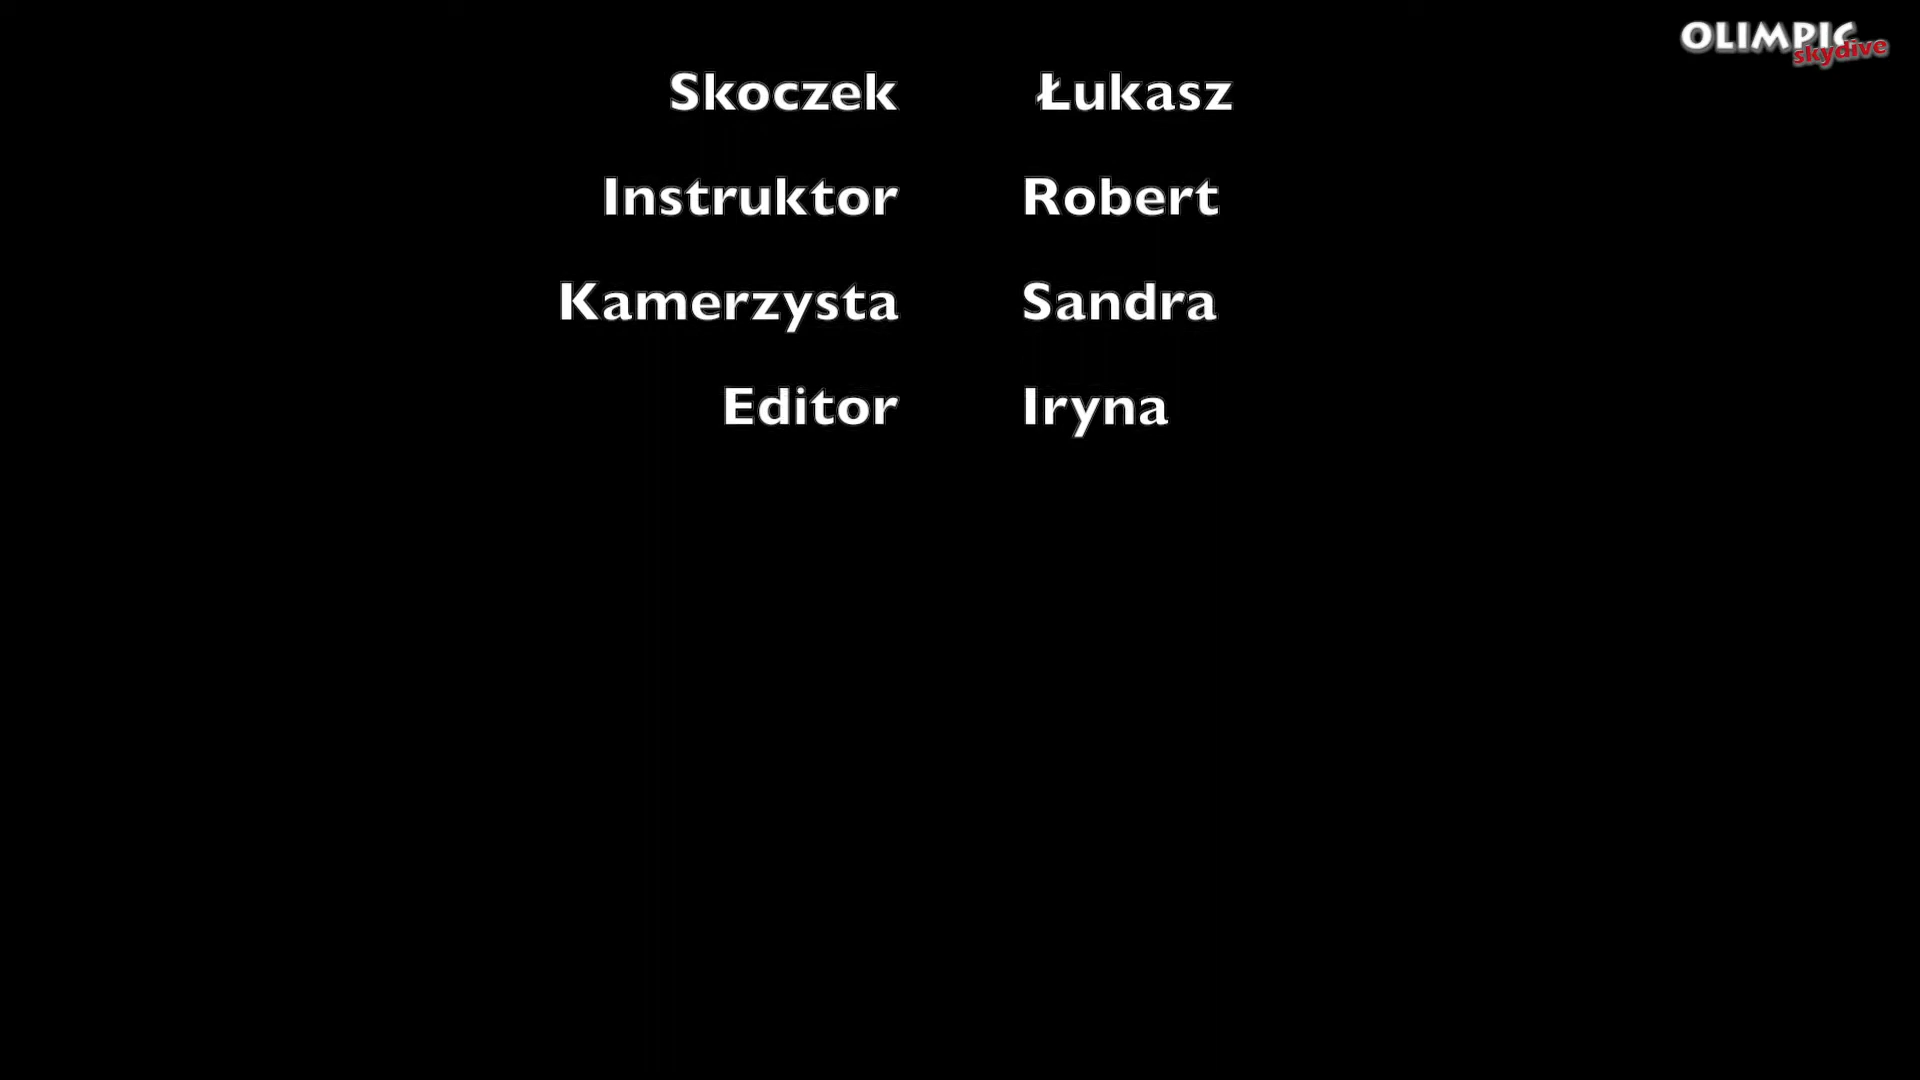 OLIMPIC
skydive
Skoczek Łukasz
Instruktor Robert
Kamerzysta Sandra
Editor Iryna